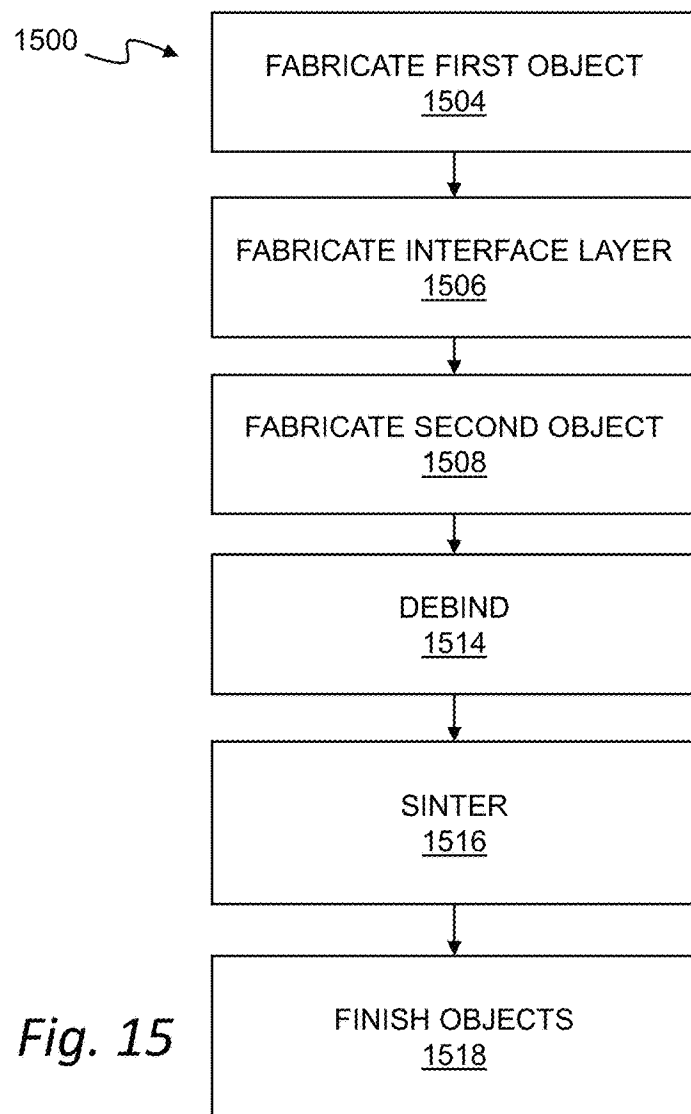 1500
FABRICATE FIRST OBJECT
1504
FABRICATE INTERFACE LAYER
1506
FABRICATE SECOND OBJECT
1508
DEBIND
1514
SINTER
1516
FINISH OBJECTS
1518
Fig. 15